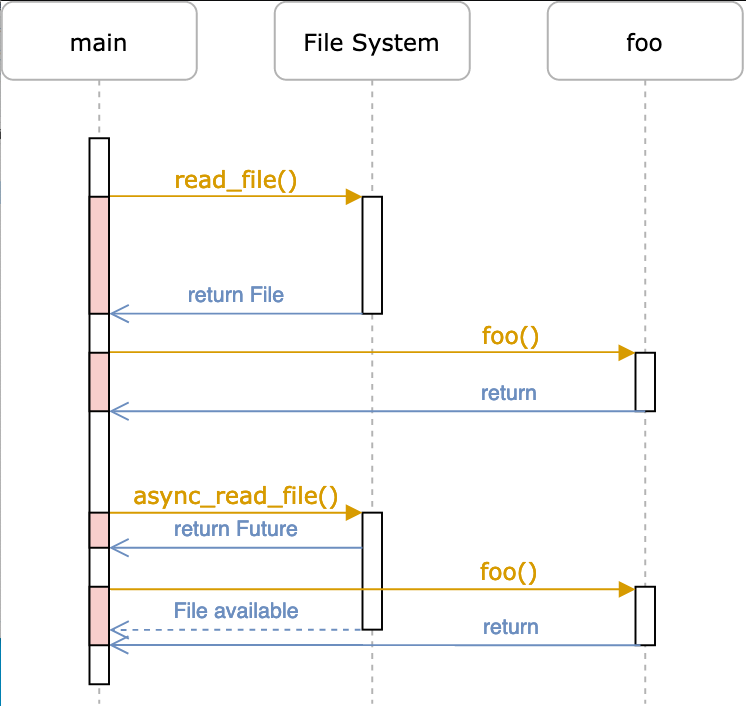 main
File System
foo
read_file()
return File
foo()
return
async_read_file()
return Future
foo()
File available
return